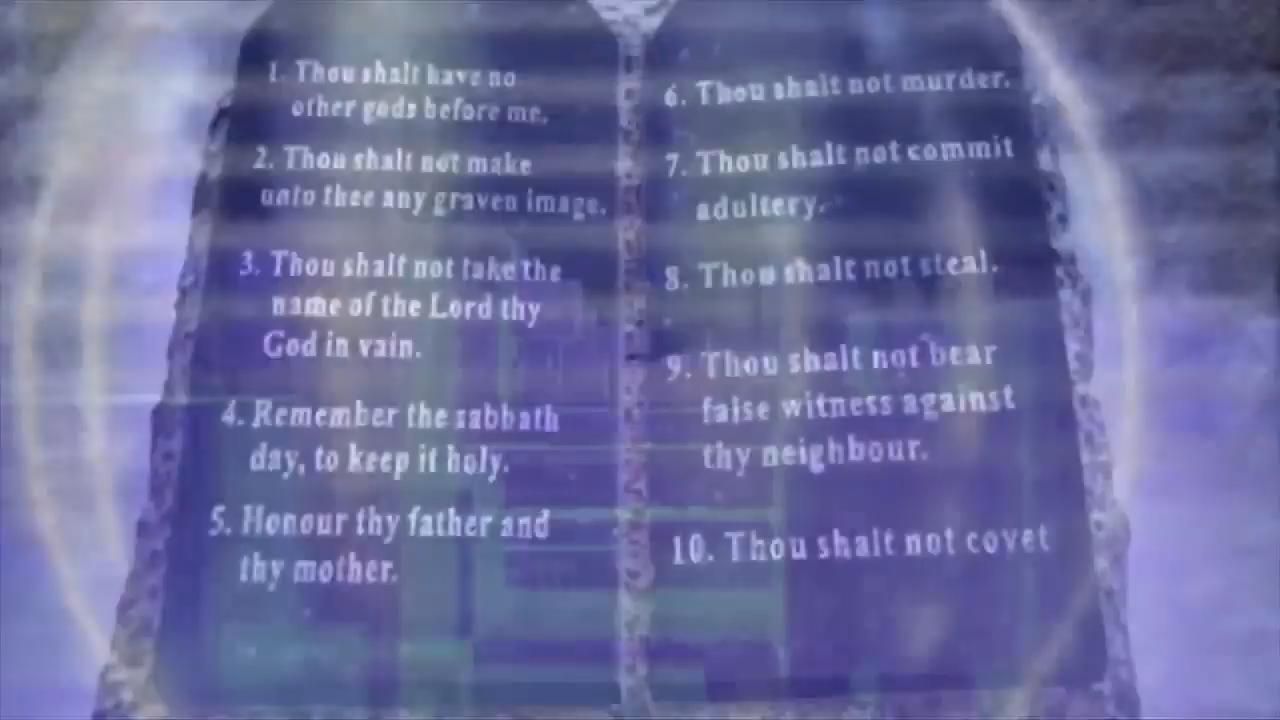 1. Thou shalt have no
other gods before me.
2. Thou shalt not make
unto thee any graven image.
3. Thou shalt not take the
name of the Lord thy
God in vain.
4. Remember the sabbath
day, to keep it holy.
5. Honour thy father and
thy mother.
6. Thou shalt not murder.
7. Thou shalt not commit
adultery.
8. Thou shalt not steal.
9. Thou shalt not bear
false witness against
thy neighbour.
10. Thou shalt not covet